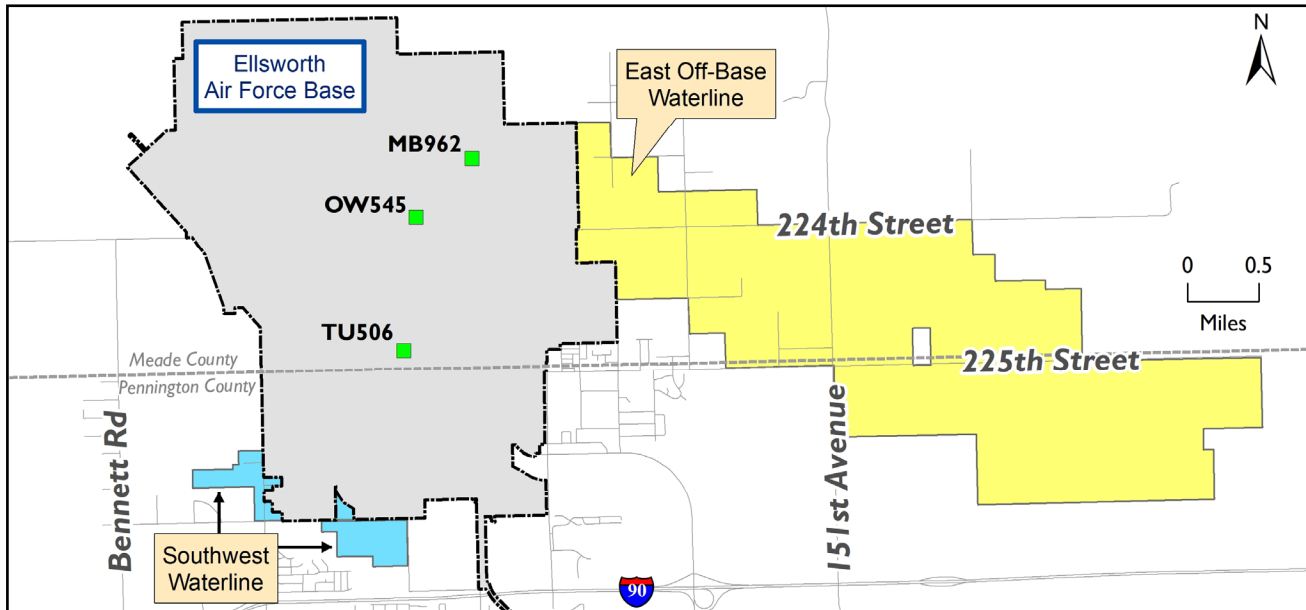 Ellsworth
Air Force Base
East Off-Base
Waterline
N
MB962
OW545
224th Street
0 0.5
Miles
TU506
Meade County
Pennington County
225th Street
Bennett Rd
151st Avenue
Southwest
Waterline
90